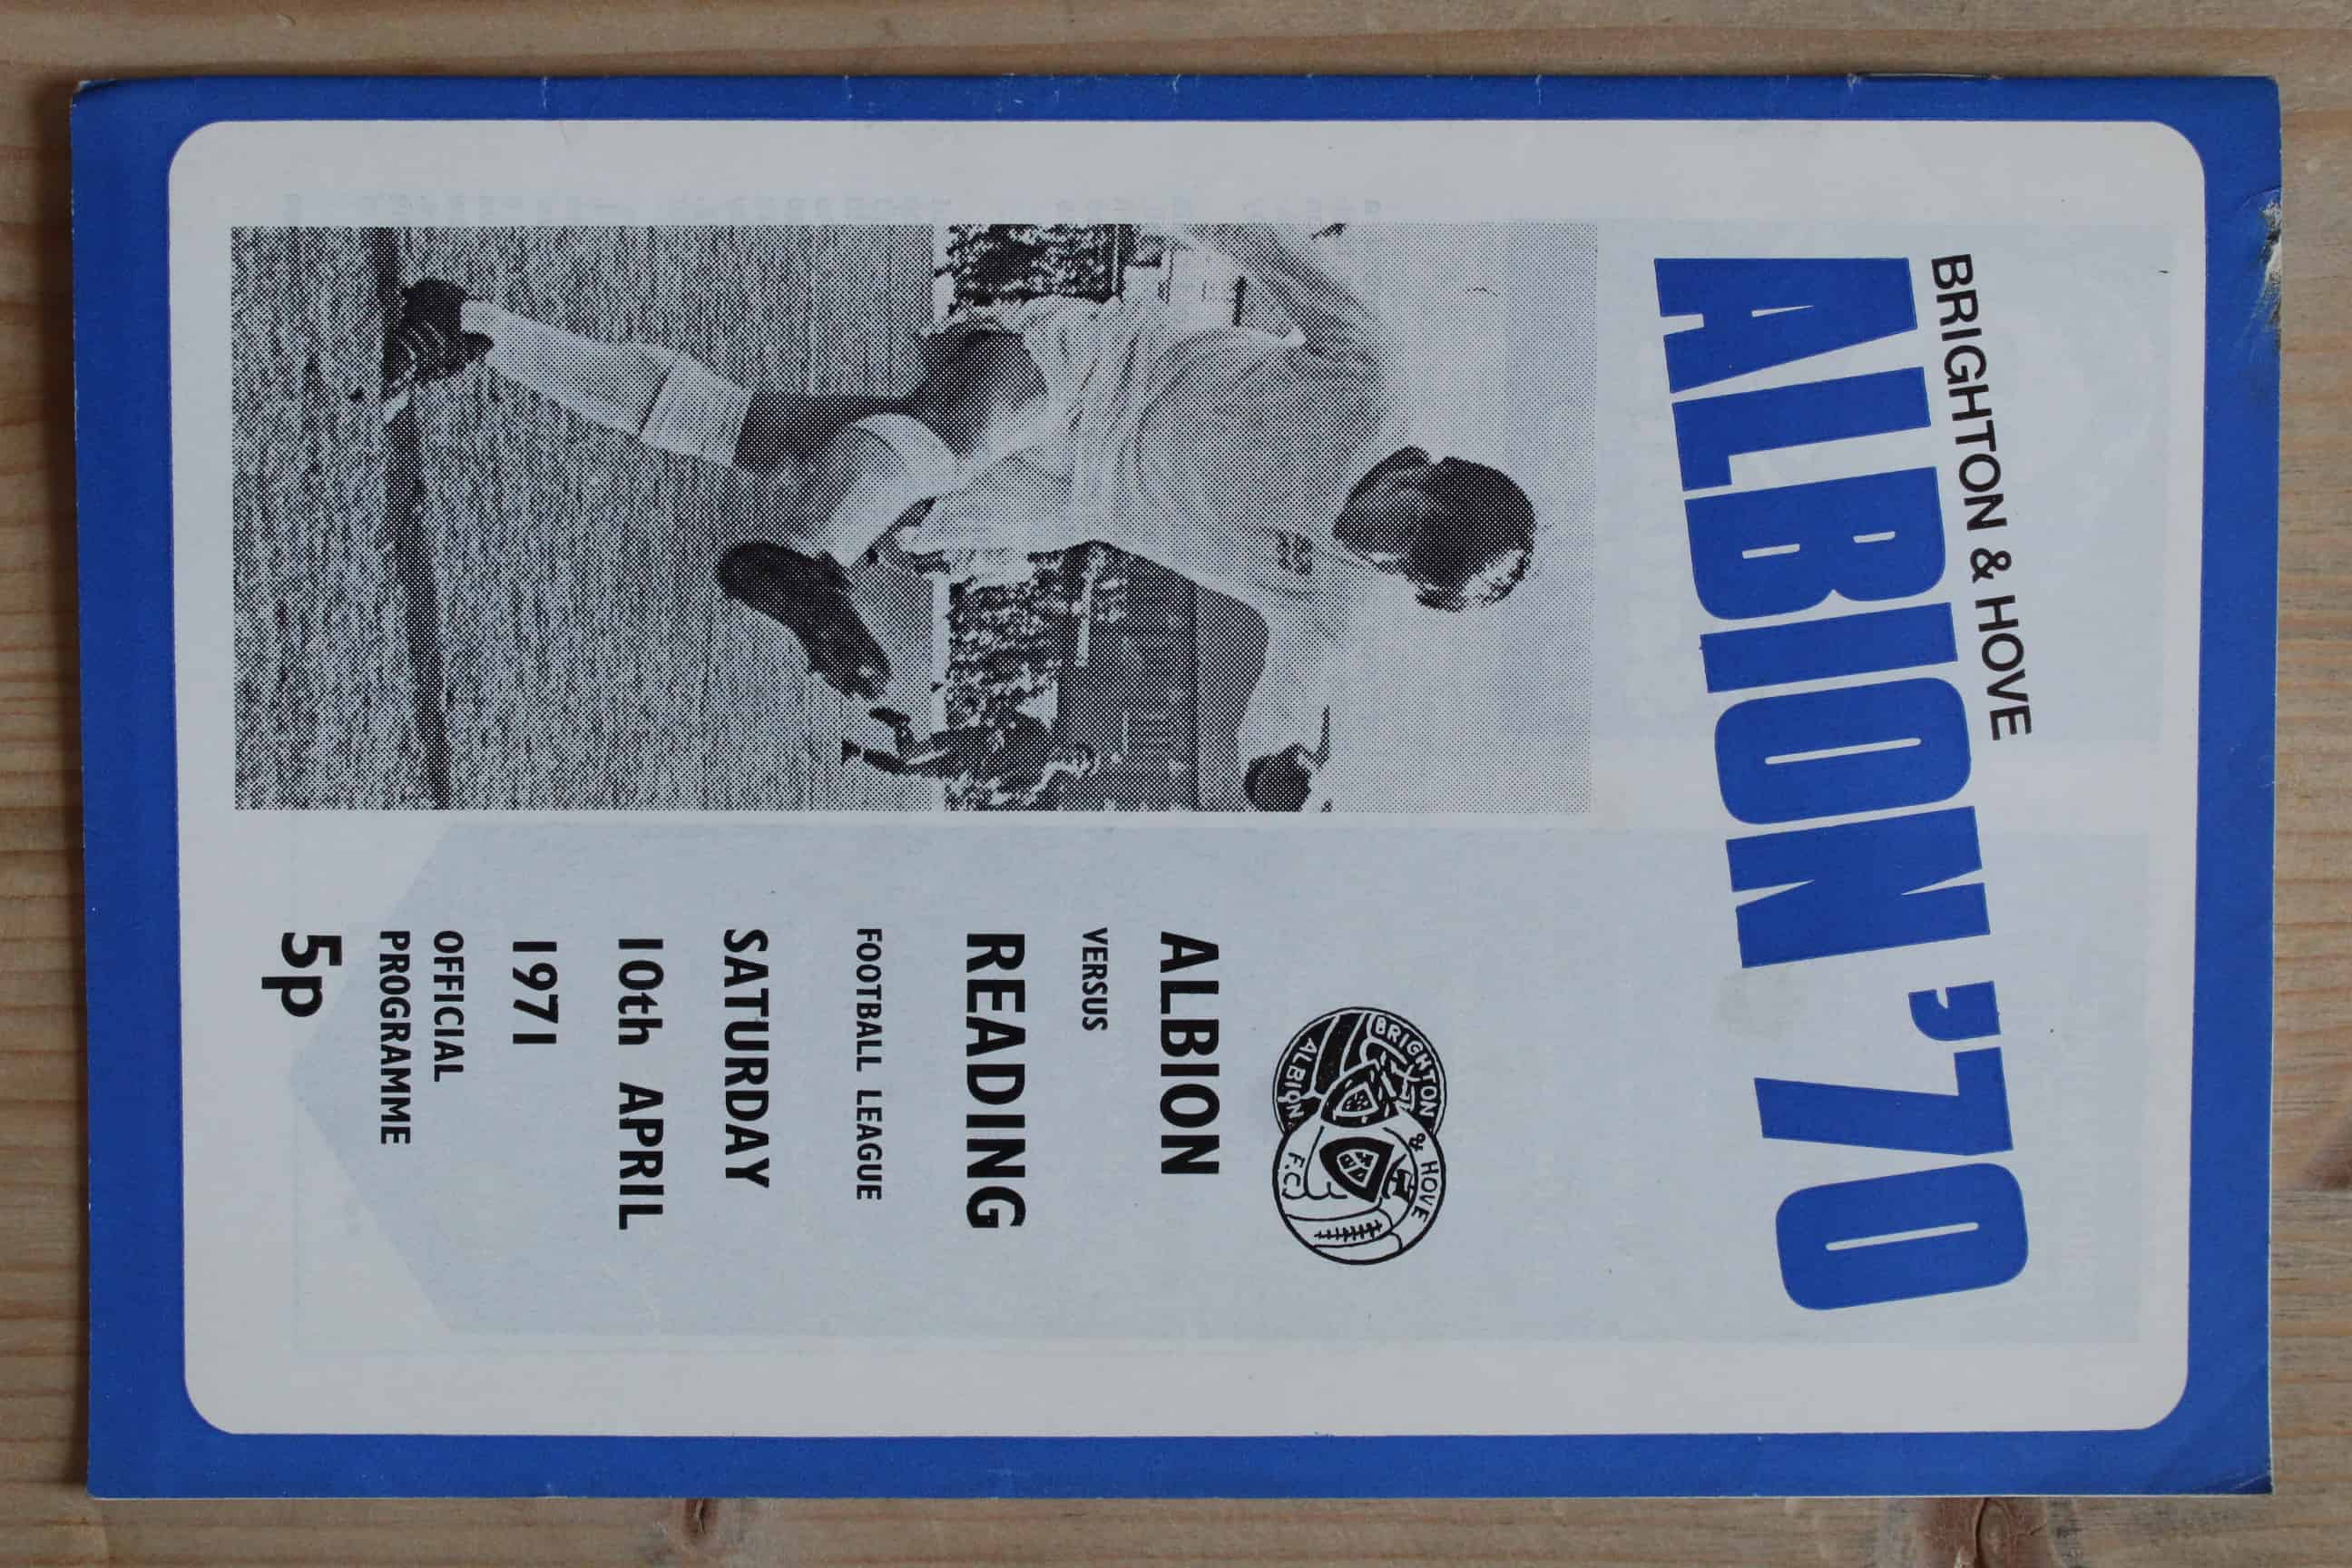 BRIGHTON & HOVE
ALBION '70
BRIGHTON & HOVE
ALBION F.C.
ALBION
VERSUS
READING
FOOTBALL LEAGUE
SATURDAY
10th APRIL
1971
OFFICIAL
PROGRAMME
5p